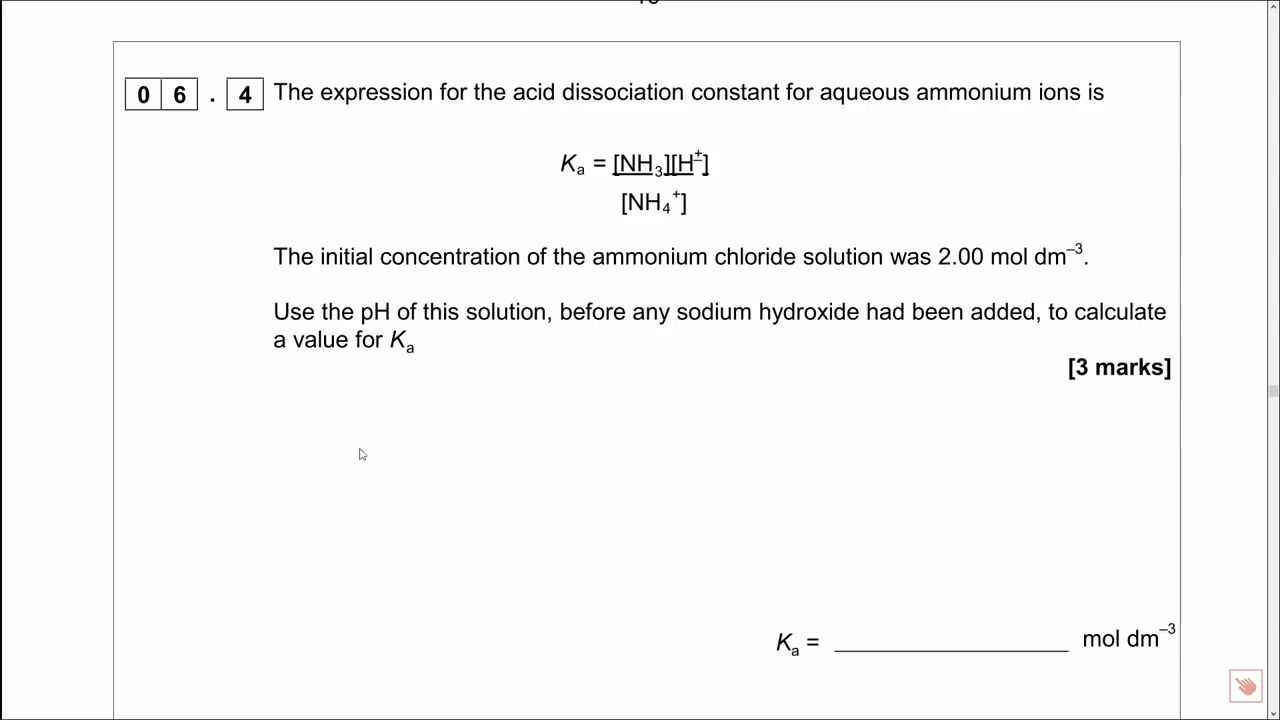 0 6 . 4 The expression for the acid dissociation constant for aqueous ammonium ions is
Kₐ = [NH₃][H⁺]
[NH₄⁺]
The initial concentration of the ammonium chloride solution was 2.00 mol dm⁻³.
Use the pH of this solution, before any sodium hydroxide had been added, to calculate
a value for Kₐ
[3 marks]
Kₐ = ____________________ mol dm⁻³